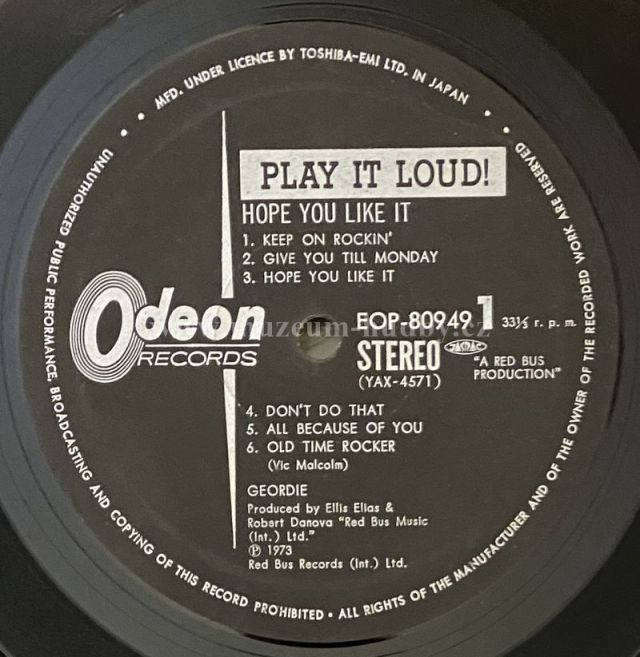 MFD. UNDER LICENCE BY TOSHIBA-EMI LTD. IN JAPAN
PLAY IT LOUD!
HOPE YOU LIKE IT
1. KEEP ON ROCKIN'
2. GIVE YOU TILL MONDAY
3. HOPE YOU LIKE IT
Odeon
RECORDS
EOP-80949 1 33⅓ r. p. m.
STEREO JASRAC "A RED BUS
(YAX-4571) PRODUCTION"
muzeum-hudby.cz
4. DON'T DO THAT
5. ALL BECAUSE OF YOU
6. OLD TIME ROCKER
(Vic Malcolm)
GEORDIE
Produced by Ellis Elias &
Robert Danova "Red Bus Music
(Int.) Ltd."
℗ 1973
Red Bus Records (Int.) Ltd.
UNAUTHORIZED PUBLIC PERFORMANCE, BROADCASTING AND COPYING OF THIS RECORD PROHIBITED • ALL RIGHTS OF THE MANUFACTURER AND OF THE OWNER OF THE RECORDED WORK ARE RESERVED